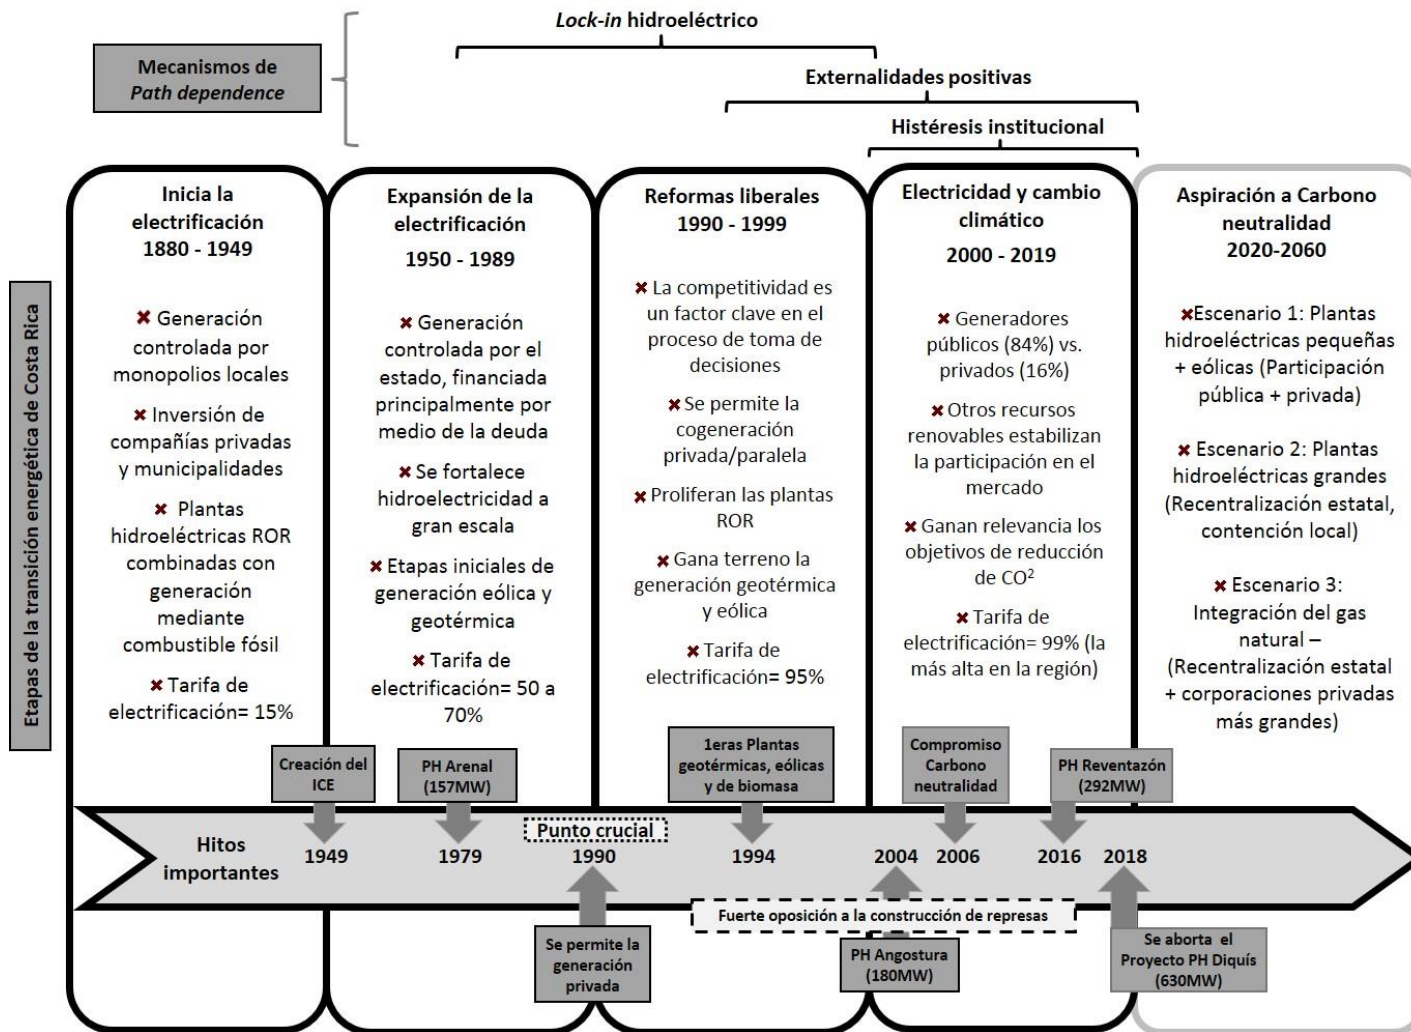 Lock-in hidroeléctrico
Mecanismos de
Path dependence
Externalidades positivas
Histéresis institucional
Etapas de la transición energética de Costa Rica
Inicia la
electrificación
1880 - 1949
✖ Generación
controlada por
monopolios locales
✖ Inversión de
compañías privadas
y municipalidades
✖ Plantas
hidroeléctricas ROR
combinadas con
generación
mediante
combustible fósil
✖ Tarifa de
electrificación= 15%
Expansión de la
electrificación
1950 - 1989
✖ Generación
controlada por el
estado, financiada
principalmente por
medio de la deuda
✖ Se fortalece
hidroelectricidad a
gran escala
✖ Etapas iniciales de
generación eólica y
geotérmica
✖ Tarifa de
electrificación= 50 a
70%
Reformas liberales
1990 - 1999
✖ La competitividad es
un factor clave en el
proceso de toma de
decisiones
✖ Se permite la
cogeneración
privada/paralela
✖ Proliferan las plantas
ROR
✖ Gana terreno la
generación geotérmica
y eólica
✖ Tarifa de
electrificación= 95%
Electricidad y cambio
climático
2000 - 2019
✖ Generadores
públicos (84%) vs.
privados (16%)
✖ Otros recursos
renovables estabilizan
la participación en el
mercado
✖ Ganan relevancia los
objetivos de reducción
de CO²
✖ Tarifa de
electrificación= 99% (la
más alta en la región)
Aspiración a Carbono
neutralidad
2020-2060
✖Escenario 1: Plantas
hidroeléctricas pequeñas
+ eólicas (Participación
pública + privada)
✖ Escenario 2: Plantas
hidroeléctricas grandes
(Recentralización estatal,
contención local)
✖ Escenario 3:
Integración del gas
natural –
(Recentralización estatal
+ corporaciones privadas
más grandes)
Creación del
ICE
PH Arenal
(157MW)
1eras Plantas
geotérmicas, eólicas
y de biomasa
Compromiso
Carbono
neutralidad
PH Reventazón
(292MW)
Hitos
importantes
Punto crucial
1949
1979
1990
1994
2004
2006
2016
2018
Fuerte oposición a la construcción de represas
Se permite la
generación
privada
PH Angostura
(180MW)
Se aborta el
Proyecto PH Diquís
(630MW)